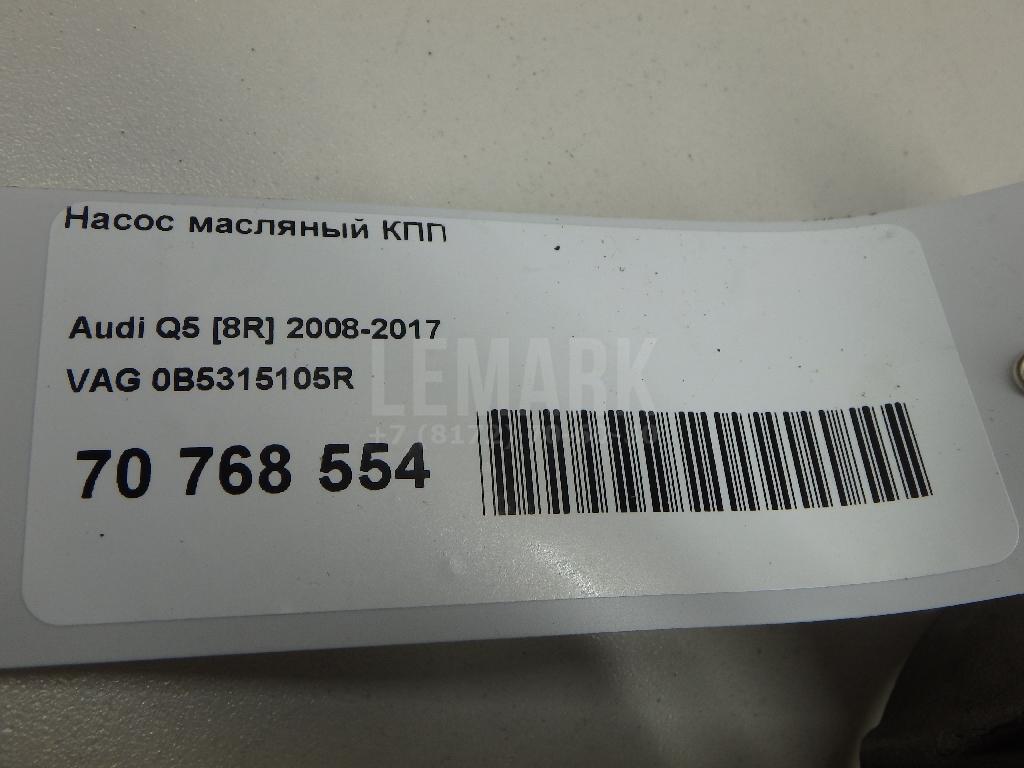 Насос масляный КПП
Audi Q5 [8R] 2008-2017
VAG 0B5315105R
LEMARK
70 768 554